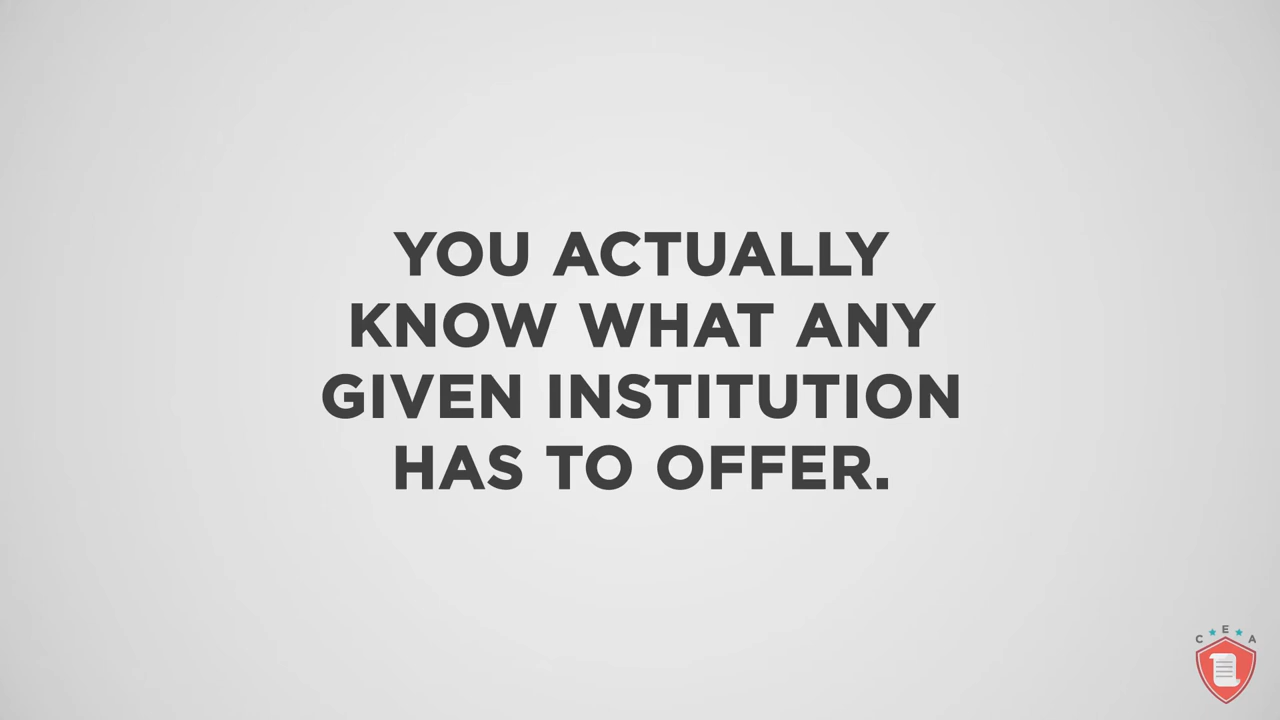 YOU ACTUALLY
KNOW WHAT ANY
GIVEN INSTITUTION
HAS TO OFFER.
C E A